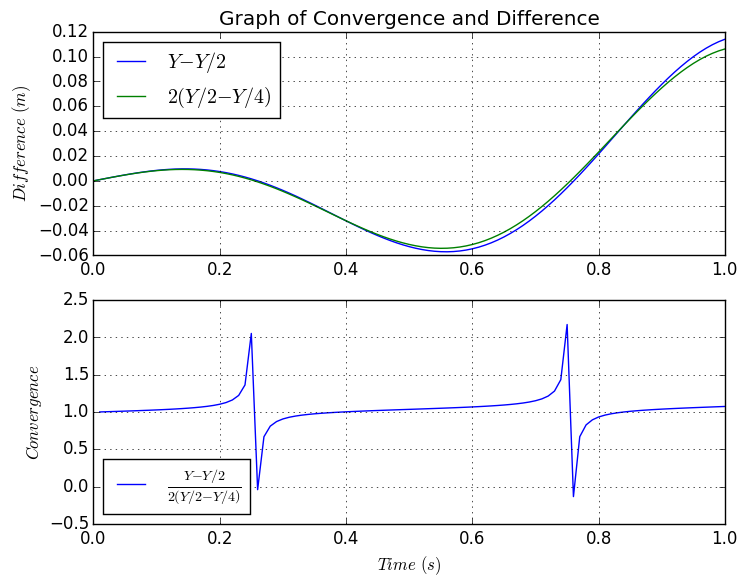 Graph of Convergence and Difference
0.12
0.10
0.08
0.06
0.04
0.02
0.00
−0.02
−0.04
−0.06
Difference (m)
Y−Y/2
2(Y/2−Y/4)
0.0 0.2 0.4 0.6 0.8 1.0
2.5
2.0
1.5
1.0
0.5
0.0
−0.5
Convergence
Y−Y/2
2(Y/2−Y/4)
0.0 0.2 0.4 0.6 0.8 1.0
Time (s)